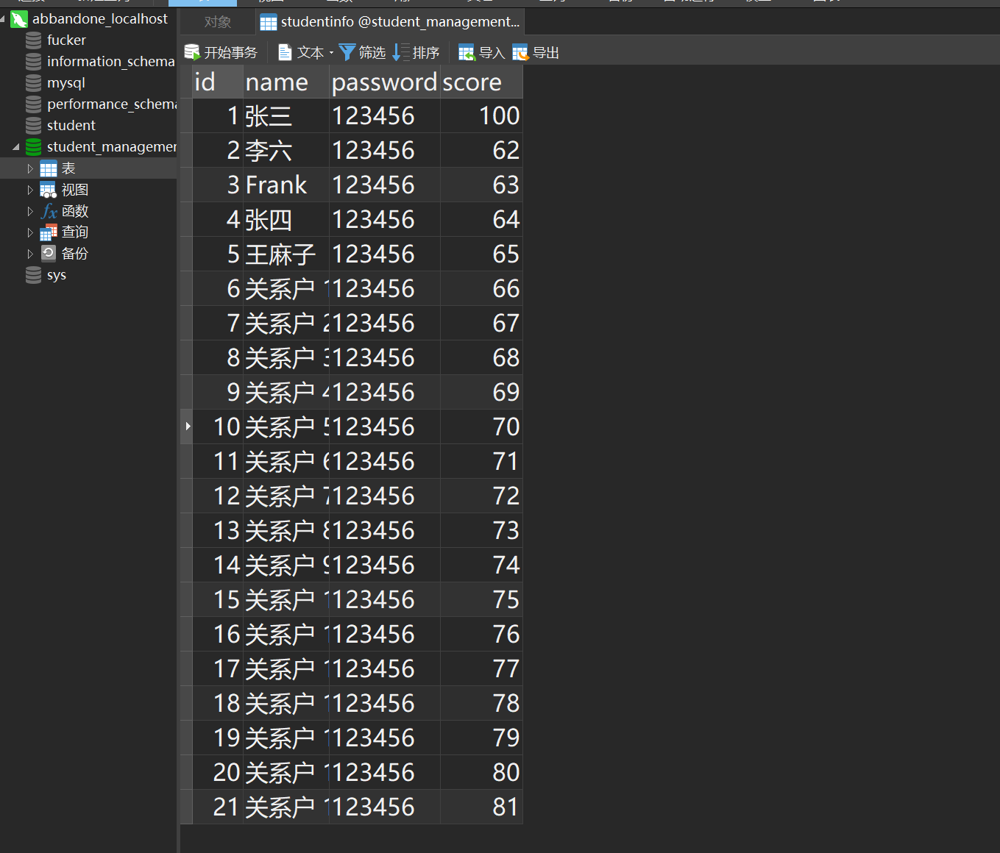 abbandone_localhost
fucker
information_schema
mysql
performance_schema
student
student_managemen
表
视图
函数
查询
备份
sys
对象
studentinfo @student_management...
开始事务 文本 筛选 排序 导入 导出
id name password score
1 张三 123456 100
2 李六 123456 62
3 Frank 123456 63
4 张四 123456 64
5 王麻子 123456 65
6 关系户 1 123456 66
7 关系户 2 123456 67
8 关系户 3 123456 68
9 关系户 4 123456 69
10 关系户 5 123456 70
11 关系户 6 123456 71
12 关系户 7 123456 72
13 关系户 8 123456 73
14 关系户 9 123456 74
15 关系户 1 123456 75
16 关系户 1 123456 76
17 关系户 1 123456 77
18 关系户 1 123456 78
19 关系户 1 123456 79
20 关系户 1 123456 80
21 关系户 1 123456 81